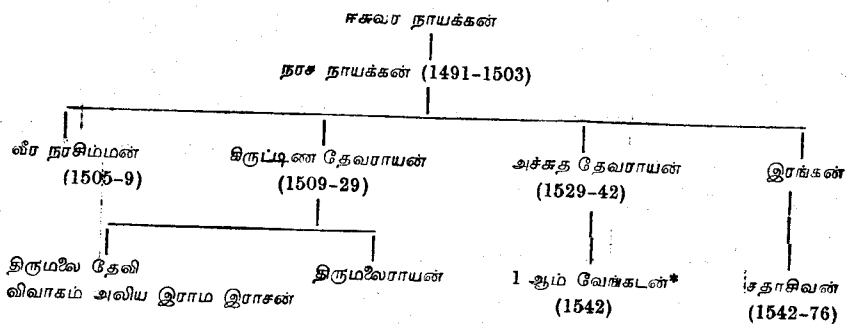 ஈசுவர நாயக்கன்
நரச நாயக்கன் (1491-1503)
வீர நரசிம்மன்
(1505-9)
கிருட்டிண தேவராயன்
(1509-29)
அச்சுத தேவராயன்
(1529-42)
இரங்கன்
திருமலை தேவி
விவாகம் அலிய இராம இராசன்
திருமலைராயன்
1 ஆம் வேங்கடன்*
(1542)
சதாசிவன்
(1542-76)